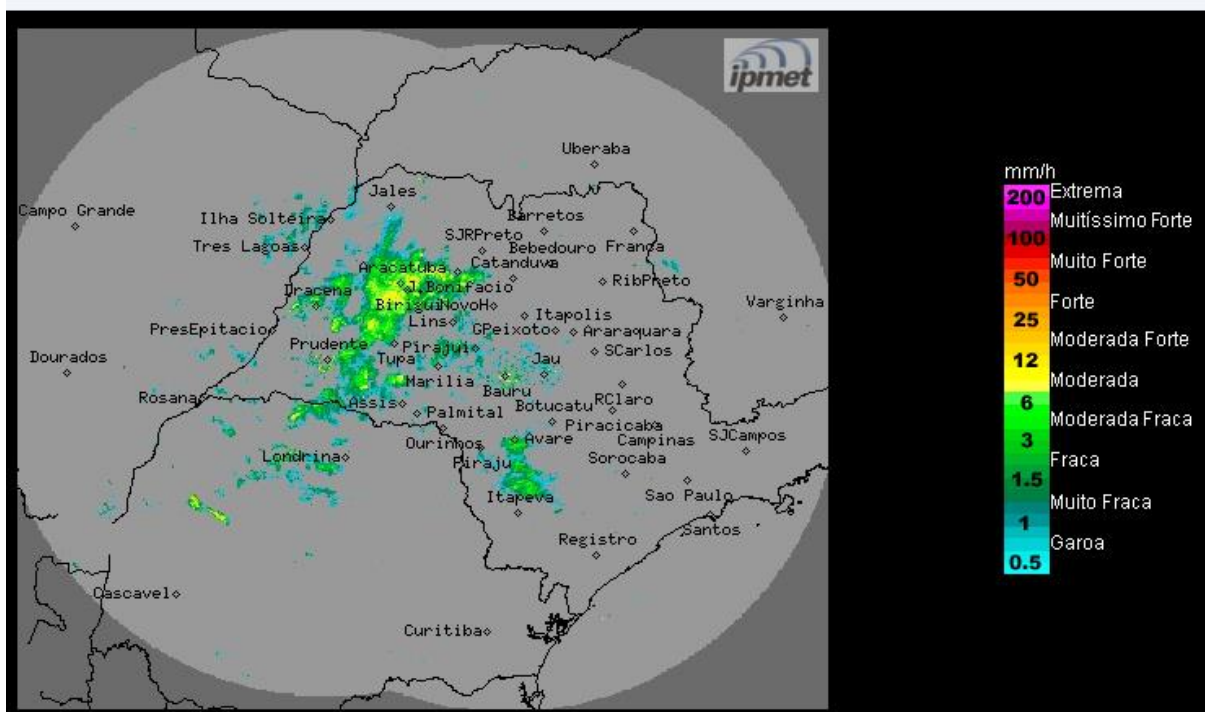 ipmet
Uberaba
Jales
Campo Grande
Ilha Solteira
Barretos
SJRPreto
Tres Lagoas
Bebedouro
Franca
Catanduva
Aracatuba
RibPreto
Dracena
J.Bonifacio
Birigui
NovoH
Varginha
Itapolis
Lins
PresEpitacio
GPeixoto
Araraquara
Prudente
Pirajui
Dourados
Tupa
Jau
SCarlos
Marilia
Bauru
Rosana
Assis
Botucatu
RClaro
Palmital
Piracicaba
Ourinhos
Avare
Campinas
SJCampos
Londrina
Piraju
Sorocaba
Itapeva
Sao Paulo
Santos
Registro
Cascavel
Curitiba
mm/h
200 Extrema
Muitíssimo Forte
100
Muito Forte
50
Forte
25
Moderada Forte
12
Moderada
6
Moderada Fraca
3
Fraca
1.5
Muito Fraca
1
Garoa
0.5